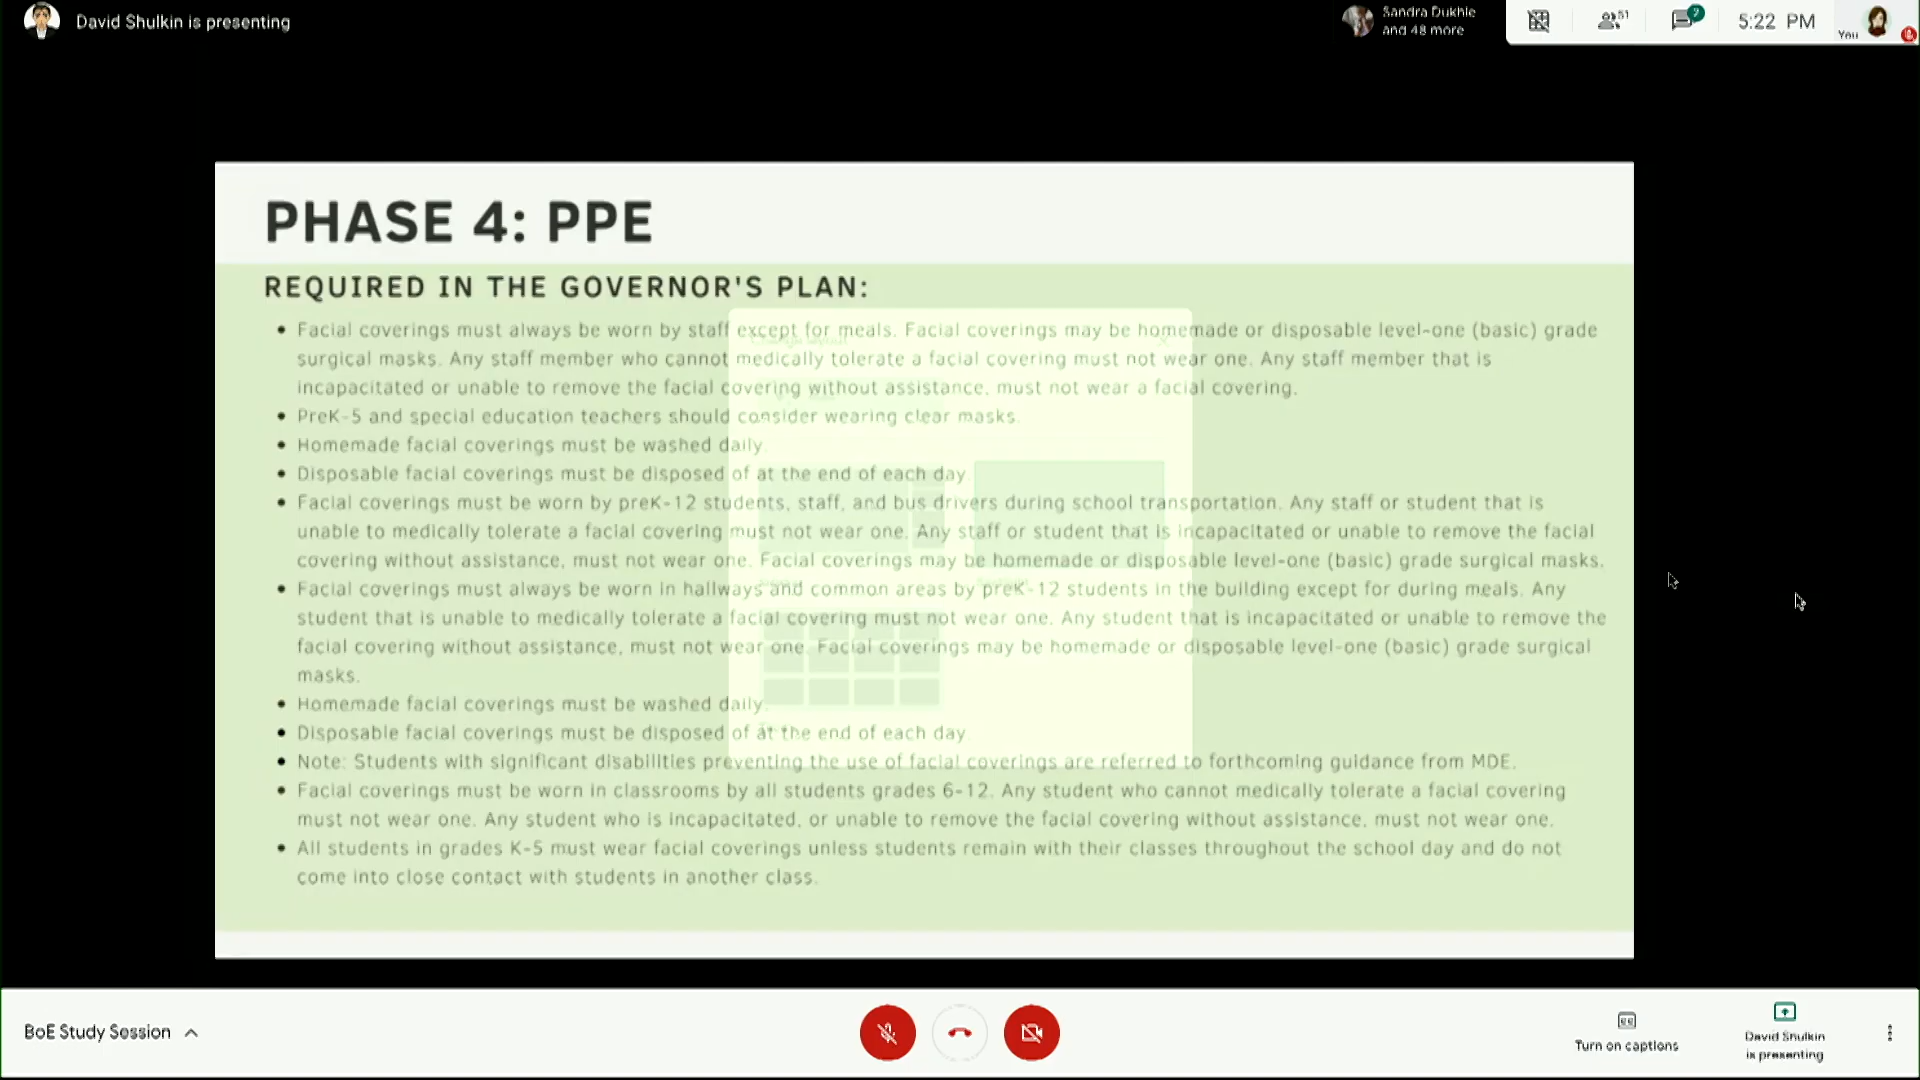 David Shulkin is presenting
Sandra Dukhie
and 48 more
51
7
5:22 PM
You
PHASE 4: PPE
REQUIRED IN THE GOVERNOR'S PLAN:
• Facial coverings must always be worn by staff except for meals. Facial coverings may be homemade or disposable level-one (basic) grade
surgical masks. Any staff member who cannot medically tolerate a facial covering must not wear one. Any staff member that is
incapacitated or unable to remove the facial covering without assistance, must not wear a facial covering.
• PreK-5 and special education teachers should consider wearing clear masks.
• Homemade facial coverings must be washed daily.
• Disposable facial coverings must be disposed of at the end of each day.
• Facial coverings must be worn by preK-12 students, staff, and bus drivers during school transportation. Any staff or student that is
unable to medically tolerate a facial covering must not wear one. Any staff or student that is incapacitated or unable to remove the facial
covering without assistance, must not wear one. Facial coverings may be homemade or disposable level-one (basic) grade surgical masks.
• Facial coverings must always be worn in hallways and common areas by preK-12 students in the building except for during meals. Any
student that is unable to medically tolerate a facial covering must not wear one. Any student that is incapacitated or unable to remove the
facial covering without assistance, must not wear one. Facial coverings may be homemade or disposable level-one (basic) grade surgical
masks.
• Homemade facial coverings must be washed daily.
• Disposable facial coverings must be disposed of at the end of each day.
• Note: Students with significant disabilities preventing the use of facial coverings are referred to forthcoming guidance from MDE.
• Facial coverings must be worn in classrooms by all students grades 6-12. Any student who cannot medically tolerate a facial covering
must not wear one. Any student who is incapacitated, or unable to remove the facial covering without assistance, must not wear one.
• All students in grades K-5 must wear facial coverings unless students remain with their classes throughout the school day and do not
come into close contact with students in another class.
BoE Study Session
Turn on captions
David Shulkin
is presenting